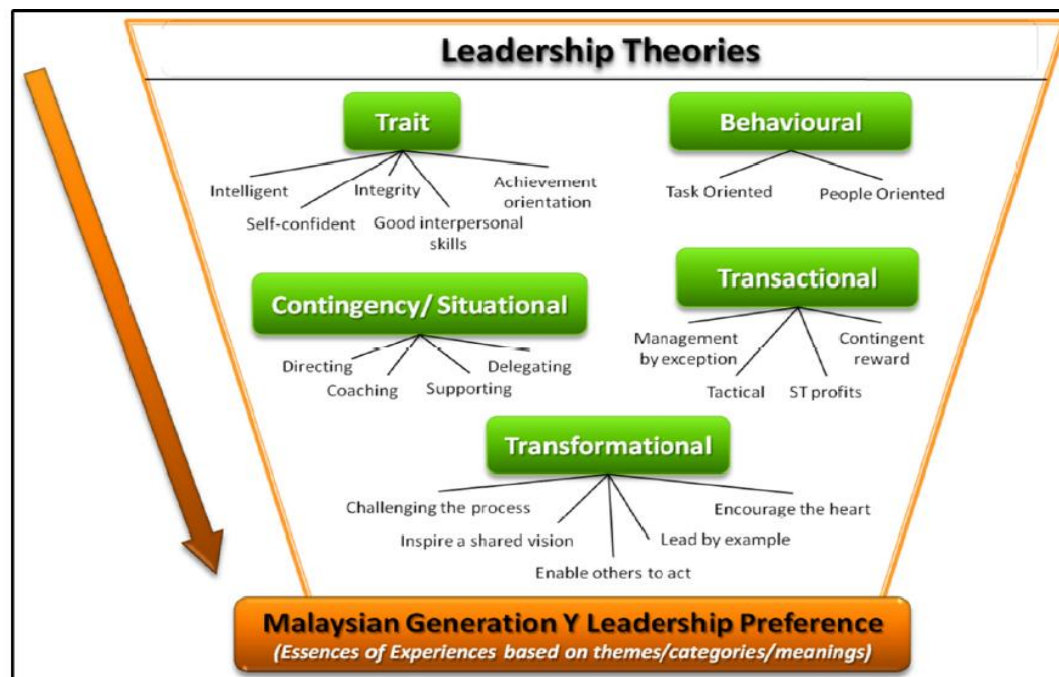 Leadership Theories
Trait
Behavioural
Intelligent
Integrity
Achievement
orientation
Self-confident
Good interpersonal
skills
Task Oriented
People Oriented
Contingency/ Situational
Transactional
Directing
Delegating
Coaching
Supporting
Management
by exception
Contingent
reward
Tactical
ST profits
Transformational
Challenging the process
Encourage the heart
Inspire a shared vision
Lead by example
Enable others to act
Malaysian Generation Y Leadership Preference
(Essences of Experiences based on themes/categories/meanings)